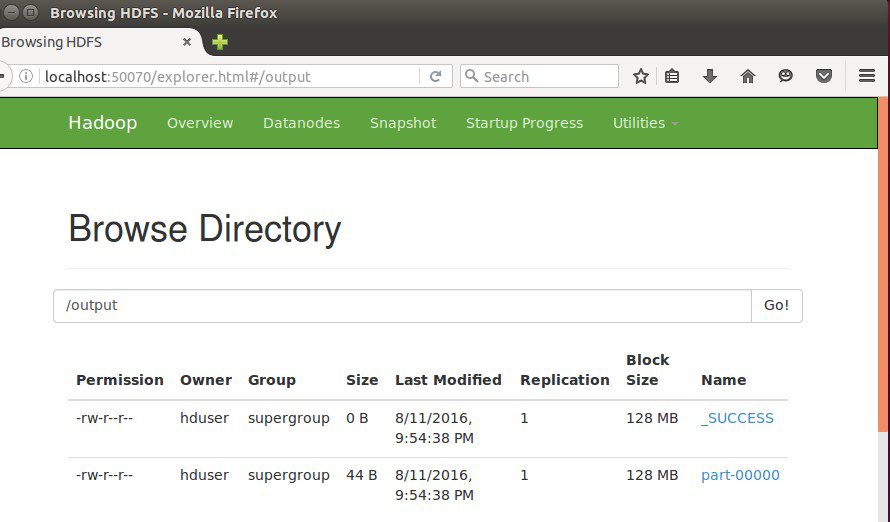 Browsing HDFS - Mozilla Firefox
Browsing HDFS
localhost:50070/explorer.html#/output
Search
Hadoop Overview Datanodes Snapshot Startup Progress Utilities
Browse Directory
/output Go!
Permission Owner Group Size Last Modified Replication Block Size Name
-rw-r--r-- hduser supergroup 0 B 8/11/2016, 9:54:38 PM 1 128 MB _SUCCESS
-rw-r--r-- hduser supergroup 44 B 8/11/2016, 9:54:38 PM 1 128 MB part-00000